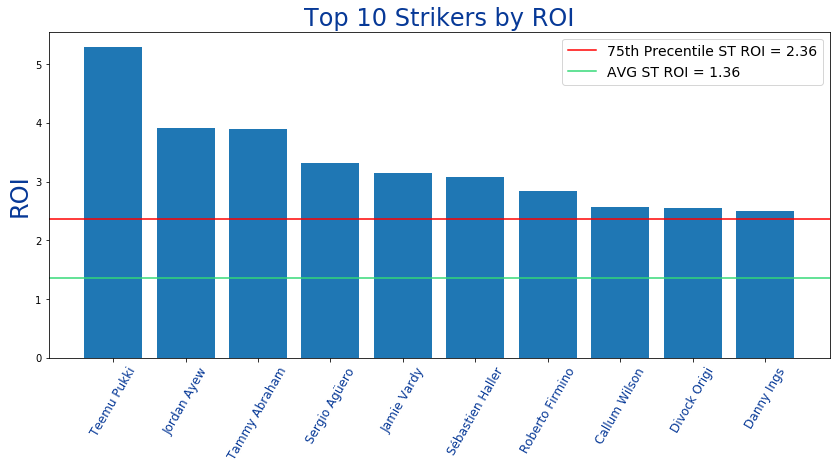 Top 10 Strikers by ROI
75th Precentile ST ROI = 2.36
AVG ST ROI = 1.36
ROI
5
4
3
2
1
0
Teemu Pukki
Jordan Ayew
Tammy Abraham
Sergio Agüero
Jamie Vardy
Sébastien Haller
Roberto Firmino
Callum Wilson
Divock Origi
Danny Ings